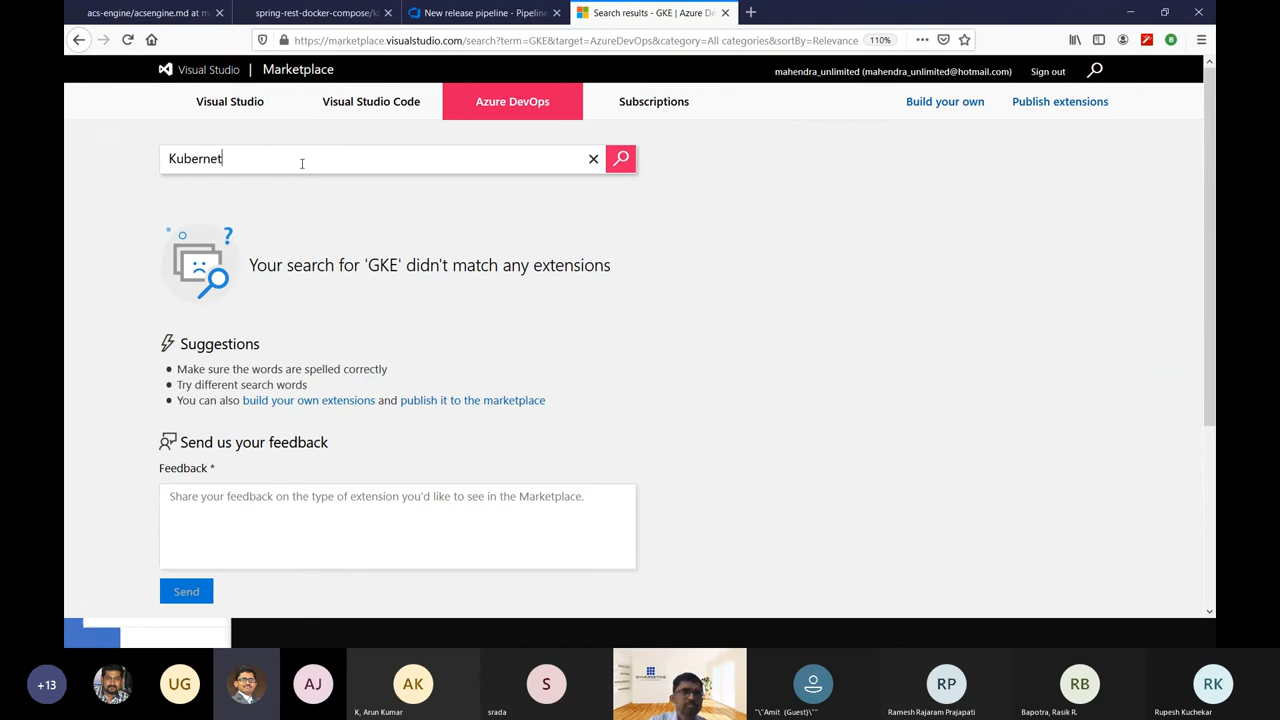 acs-engine/acsengine.md at m
spring-rest-docker-compose/k
New release pipeline - Pipeline
Search results - GKE | Azure De
https://marketplace.visualstudio.com/search?term=GKE&target=AzureDevOps&category=All categories&sortBy=Relevance
110%
B
Visual Studio | Marketplace
mahendra_unlimited (mahendra_unlimited@hotmail.com)
Sign out
Visual Studio
Visual Studio Code
Azure DevOps
Subscriptions
Build your own
Publish extensions
Kubernet
Your search for 'GKE' didn't match any extensions
Suggestions
Make sure the words are spelled correctly
Try different search words
You can also build your own extensions and publish it to the marketplace
Send us your feedback
Feedback *
Share your feedback on the type of extension you'd like to see in the Marketplace.
Send
+13
UG
AJ
AK
K, Arun Kumar
S
srada
SYNERGETICS
"\"Amit (Guest)\""
RP
Ramesh Rajaram Prajapati
RB
Bapotra, Rasik R.
RK
Rupesh Kuchekar